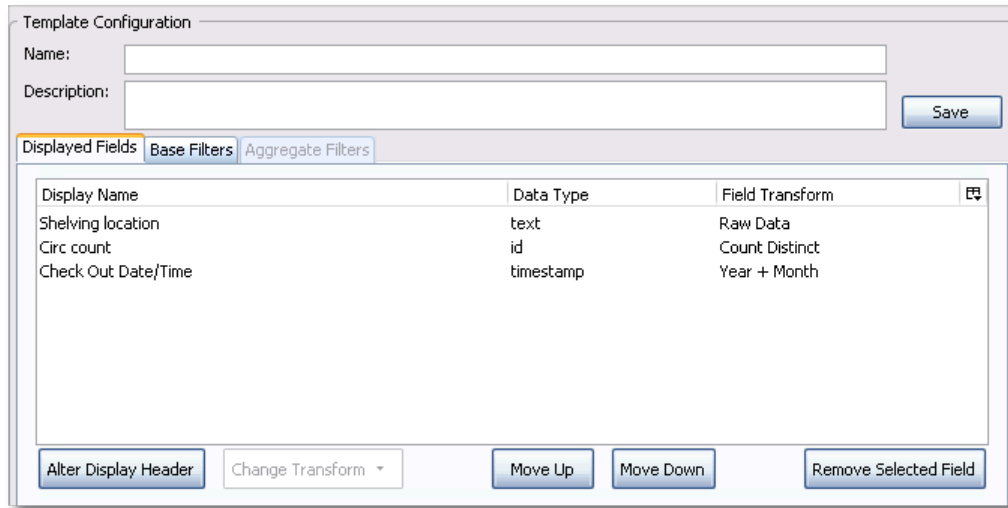 Template Configuration
Name:
Description:
Save
Displayed Fields Base Filters Aggregate Filters
Display Name Data Type Field Transform
Shelving location text Raw Data
Circ count id Count Distinct
Check Out Date/Time timestamp Year + Month
Alter Display Header Change Transform Move Up Move Down Remove Selected Field